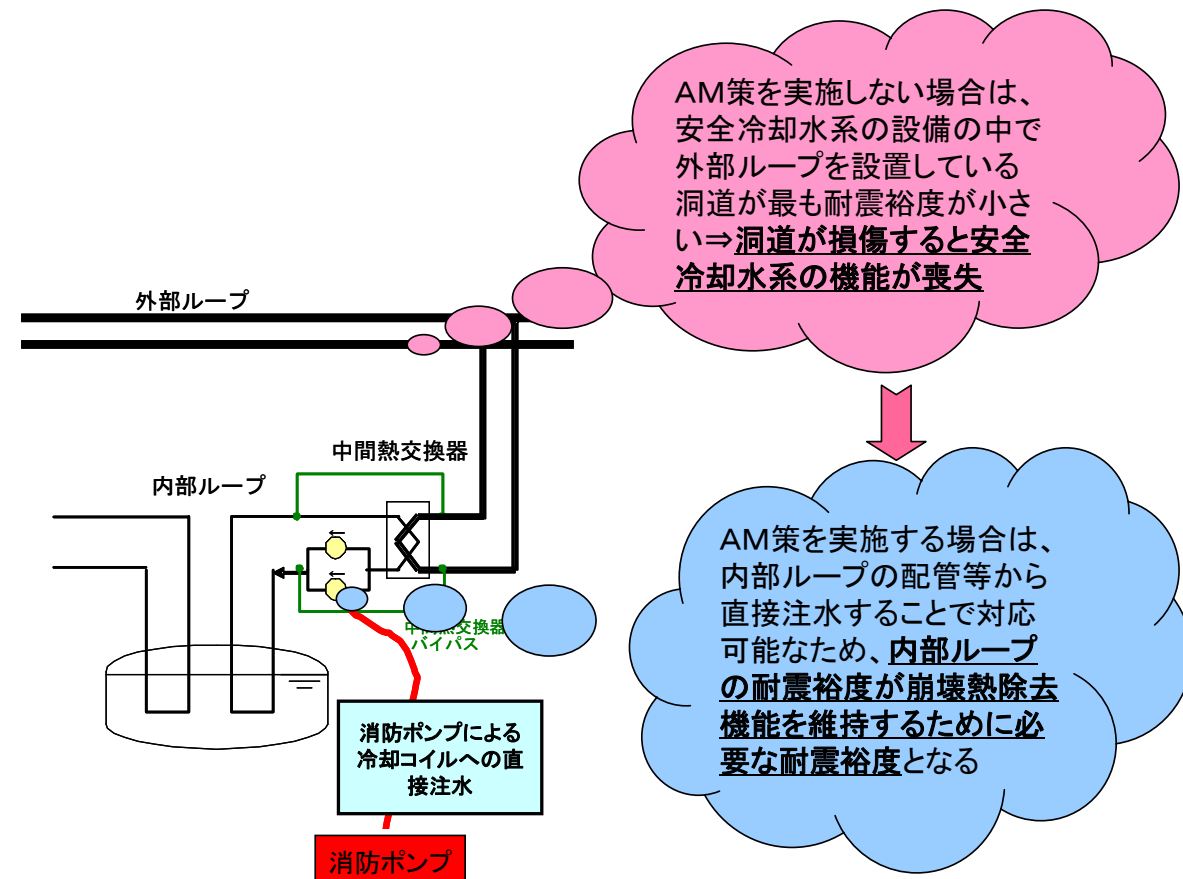 AM策を実施しない場合は、
安全冷却水系の設備の中で
外部ループを設置している
洞道が最も耐震裕度が小さ
い⇒洞道が損傷すると安全
冷却水系の機能が喪失
外部ループ
中間熱交換器
内部ループ
←
←
中間熱交換器
バイパス
AM策を実施する場合は、
内部ループの配管等から
直接注水することで対応
可能なため、内部ループ
の耐震裕度が崩壊熱除去
機能を維持するために必
要な耐震裕度となる
消防ポンプによる
冷却コイルへの直
接注水
消防ポンプ